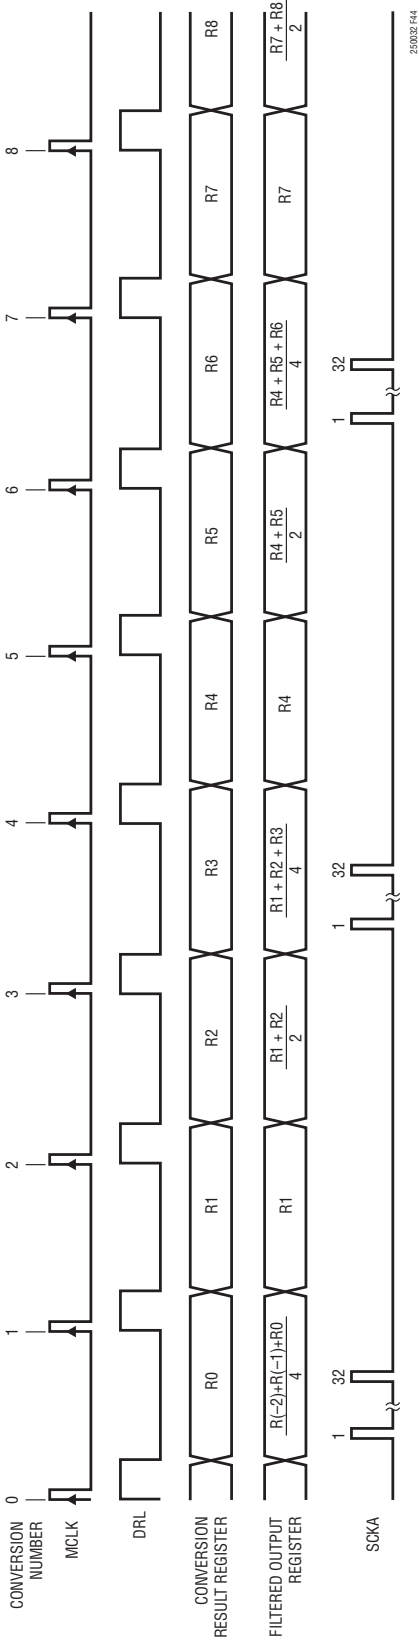 CONVERSION
NUMBER
0 1 2 3 4 5 6 7 8
MCLK
DRL
CONVERSION
RESULT REGISTER
R0 R1 R2 R3 R4 R5 R6 R7 R8
FILTERED OUTPUT
REGISTER
R(–2)+R(–1)+R0
4
R1
R1 + R2
2
R1 + R2 + R3
4
R4
R4 + R5
2
R4 + R5 + R6
4
R7
R7 + R8
2
SCKA
1 32 1 32 1 32
250032 F44